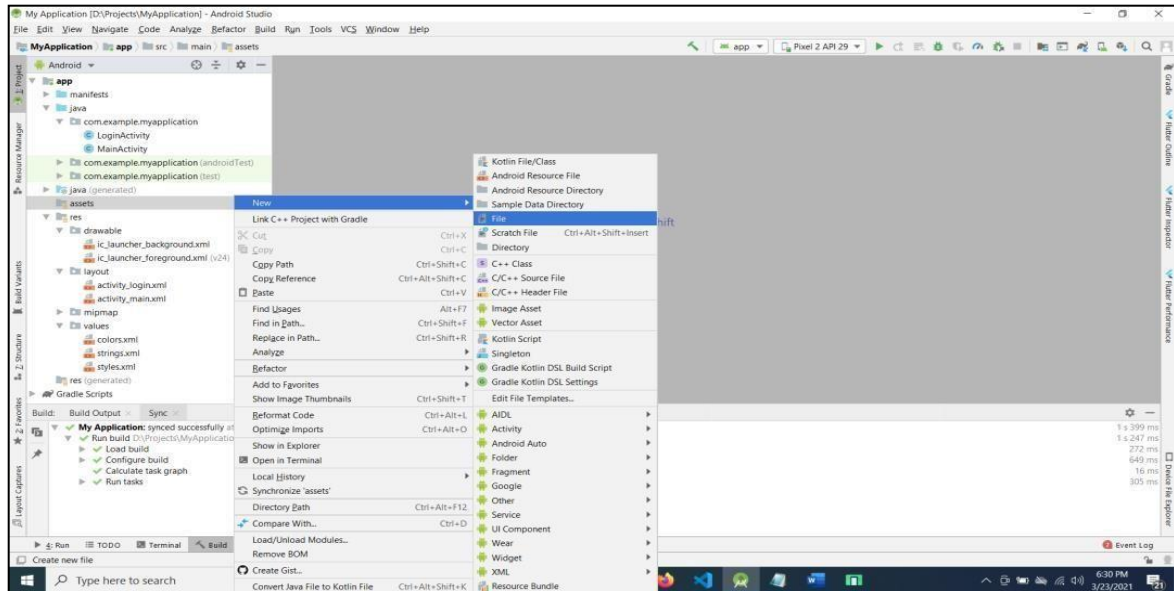 My Application [D:\Projects\MyApplication] - Android Studio
File Edit View Navigate Code Analyze Refactor Build Run Tools VCS Window Help
MyApplication app src main assets
app Pixel 2 API 29
Android
app
manifests
java
com.example.myapplication
LoginActivity
MainActivity
com.example.myapplication (androidTest)
com.example.myapplication (test)
java (generated)
assets
res
drawable
ic_launcher_background.xml
ic_launcher_foreground.xml (v24)
layout
activity_login.xml
activity_main.xml
mipmap
values
colors.xml
strings.xml
styles.xml
res (generated)
Gradle Scripts
1: Project
Resource Manager
Build Variants
Z: Structure
2: Favorites
Layout Captures
New
Link C++ Project with Gradle
Cut Ctrl+X
Copy Ctrl+C
Copy Path Ctrl+Shift+C
Copy Reference Ctrl+Alt+Shift+C
Paste Ctrl+V
Find Usages Alt+F7
Find in Path... Ctrl+Shift+F
Replace in Path... Ctrl+Shift+R
Analyze
Refactor
Add to Favorites
Show Image Thumbnails Ctrl+Shift+T
Reformat Code Ctrl+Alt+L
Optimize Imports Ctrl+Alt+O
Show in Explorer
Open in Terminal
Local History
Synchronize 'assets'
Directory Path Ctrl+Alt+F12
Compare With... Ctrl+D
Load/Unload Modules...
Remove BOM
Create Gist...
Convert Java File to Kotlin File Ctrl+Alt+Shift+K
Kotlin File/Class
Android Resource File
Android Resource Directory
Sample Data Directory
File
Scratch File Ctrl+Alt+Shift+Insert
Directory
C++ Class
C/C++ Source File
C/C++ Header File
Image Asset
Vector Asset
Kotlin Script
Singleton
Gradle Kotlin DSL Build Script
Gradle Kotlin DSL Settings
Edit File Templates...
AIDL
Activity
Android Auto
Folder
Fragment
Google
Other
Service
UI Component
Wear
Widget
XML
Resource Bundle
hift
Gradle
Flutter Outline
Flutter Inspector
Flutter Performance
Device File Explorer
Build: Build Output Sync
My Application: synced successfully at
Run build D:\Projects\MyApplicatio
Load build
Configure build
Calculate task graph
Run tasks
1 s 399 ms
1 s 247 ms
272 ms
649 ms
16 ms
305 ms
4: Run TODO Terminal Build
Event Log
Create new file
Type here to search
6:30 PM
3/23/2021
21